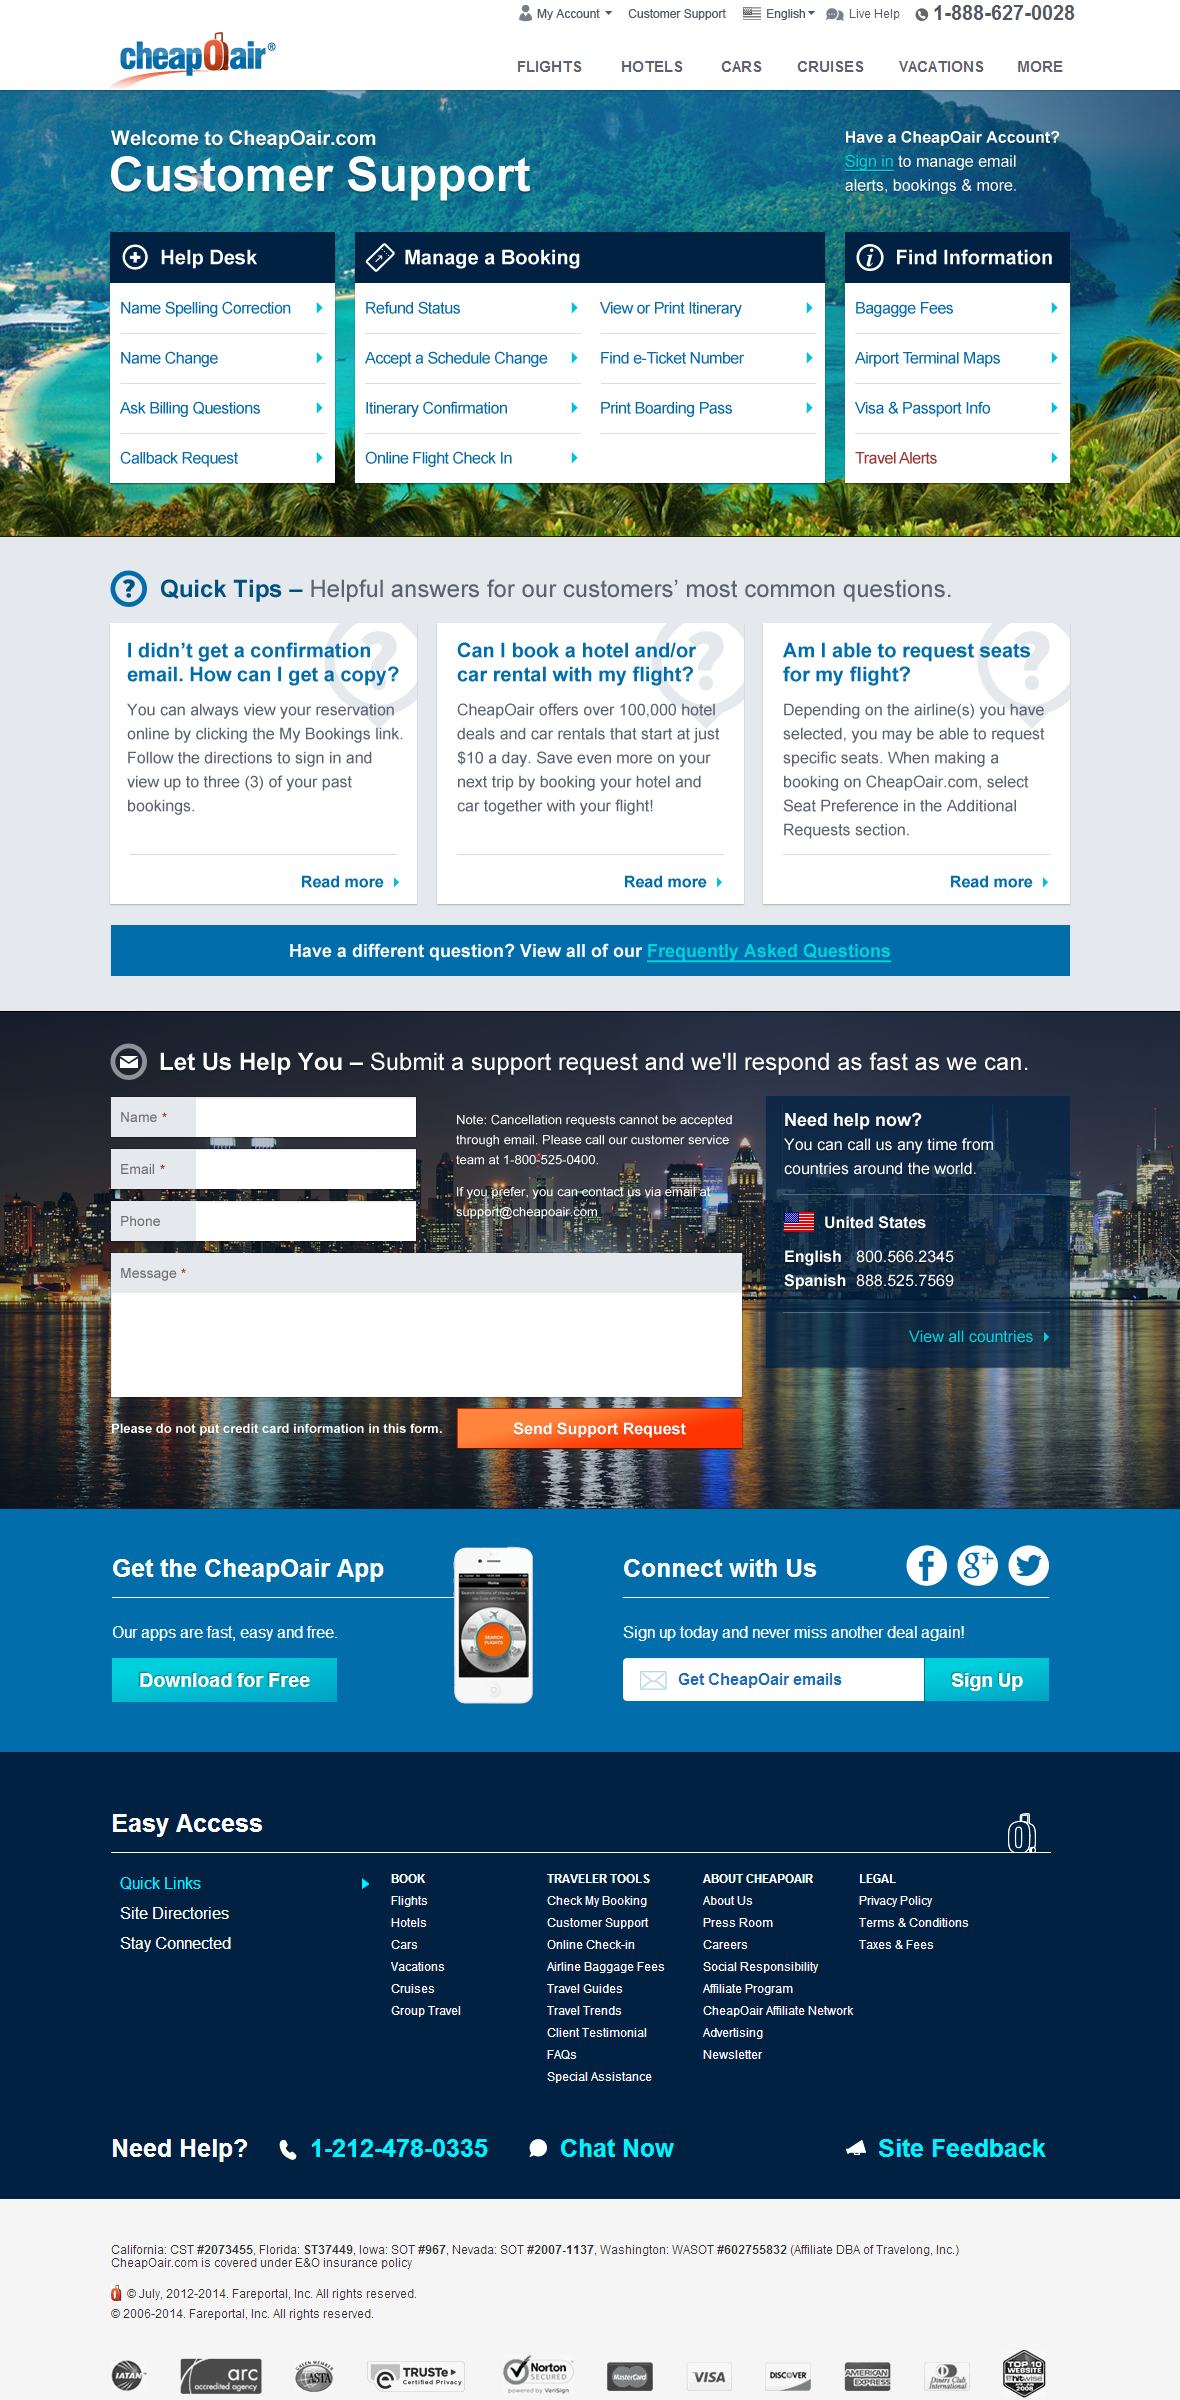 My Account
Customer Support
English
Live Help
1-888-627-0028
cheapOair®
FLIGHTS
HOTELS
CARS
CRUISES
VACATIONS
MORE
Welcome to CheapOair.com
Customer Support
Have a CheapOair Account?
Sign in to manage email
alerts, bookings & more.
Help Desk
Name Spelling Correction
Name Change
Ask Billing Questions
Callback Request
Manage a Booking
Refund Status
View or Print Itinerary
Accept a Schedule Change
Find e-Ticket Number
Itinerary Confirmation
Print Boarding Pass
Online Flight Check In
Find Information
Bagagge Fees
Airport Terminal Maps
Visa & Passport Info
Travel Alerts
Quick Tips – Helpful answers for our customers’ most common questions.
I didn’t get a confirmation
email. How can I get a copy?
You can always view your reservation
online by clicking the My Bookings link.
Follow the directions to sign in and
view up to three (3) of your past
bookings.
Read more
Can I book a hotel and/or
car rental with my flight?
CheapOair offers over 100,000 hotel
deals and car rentals that start at just
$10 a day. Save even more on your
next trip by booking your hotel and
car together with your flight!
Read more
Am I able to request seats
for my flight?
Depending on the airline(s) you have
selected, you may be able to request
specific seats. When making a
booking on CheapOair.com, select
Seat Preference in the Additional
Requests section.
Read more
Have a different question? View all of our Frequently Asked Questions
Let Us Help You – Submit a support request and we'll respond as fast as we can.
Name *
Email *
Phone
Message *
Note: Cancellation requests cannot be accepted
through email. Please call our customer service
team at 1-800-525-0400.
If you prefer, you can contact us via email at
support@cheapoair.com
Please do not put credit card information in this form.
Send Support Request
Need help now?
You can call us any time from
countries around the world.
United States
English 800.566.2345
Spanish 888.525.7569
View all countries
Get the CheapOair App
Our apps are fast, easy and free.
Download for Free
Home
Search millions of cheap airfares
SEARCH
FLIGHTS
Connect with Us
Sign up today and never miss another deal again!
Get CheapOair emails
Sign Up
Easy Access
Quick Links
Site Directories
Stay Connected
BOOK
Flights
Hotels
Cars
Vacations
Cruises
Group Travel
TRAVELER TOOLS
Check My Booking
Customer Support
Online Check-in
Airline Baggage Fees
Travel Guides
Travel Trends
Client Testimonial
FAQs
Special Assistance
ABOUT CHEAPOAIR
About Us
Press Room
Careers
Social Responsibility
Affiliate Program
CheapOair Affiliate Network
Advertising
Newsletter
LEGAL
Privacy Policy
Terms & Conditions
Taxes & Fees
Need Help?
1-212-478-0335
Chat Now
Site Feedback
California: CST #2073455, Florida: ST37449, Iowa: SOT #967, Nevada: SOT #2007-1137, Washington: WASOT #602755832 (Affiliate DBA of Travelong, Inc.)
CheapOair.com is covered under E&O insurance policy
© July, 2012-2014. Fareportal, Inc. All rights reserved.
© 2006-2014. Fareportal, Inc. All rights reserved.
IATAN
arc
accredited agency
ASTA
TRUSTe
Certified Privacy
Norton
SECURED
powered by VeriSign
MasterCard
VISA
DISCOVER
AMERICAN
EXPRESS
Diners Club
International
TOP 10
WEBSITE
hitwise
2008